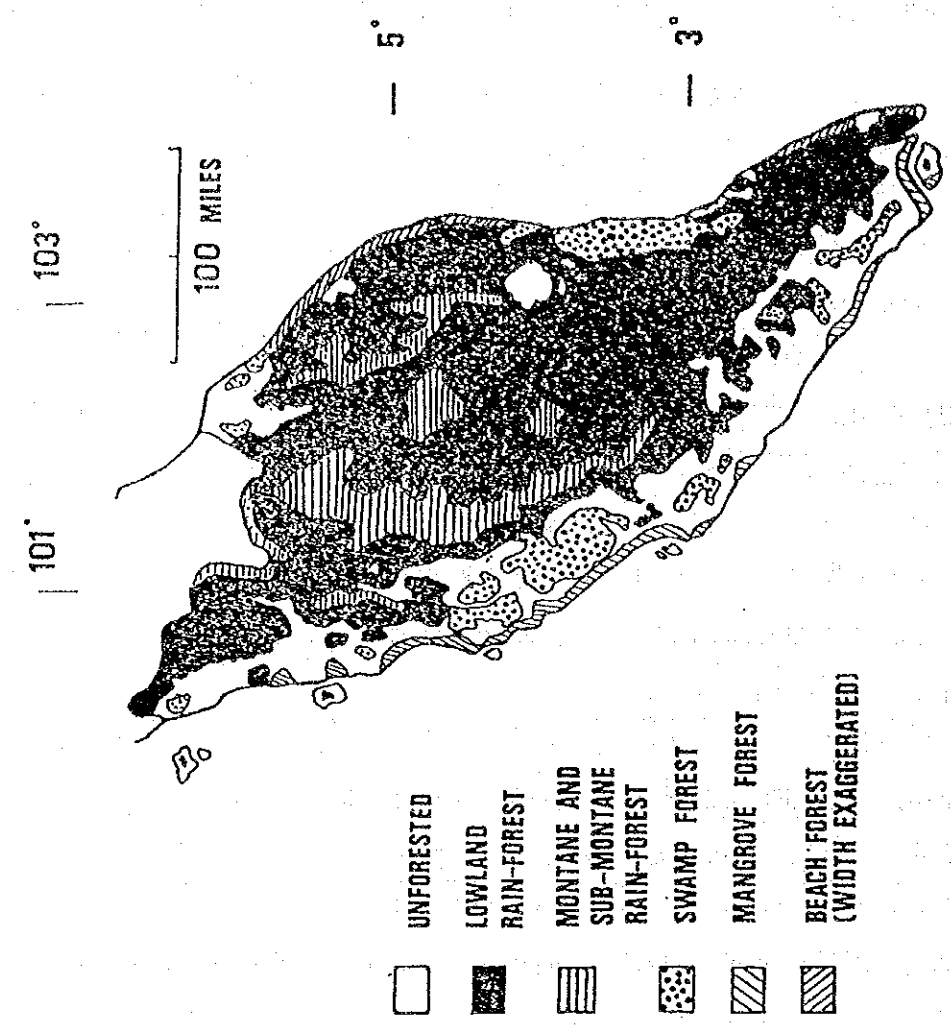 101°
103°
5°
3°
100 MILES
UNFORESTED
LOWLAND
RAIN-FOREST
MONTANE AND
SUB-MONTANE
RAIN-FOREST
SWAMP FOREST
MANGROVE FOREST
BEACH FOREST
(WIDTH EXAGGERATED)